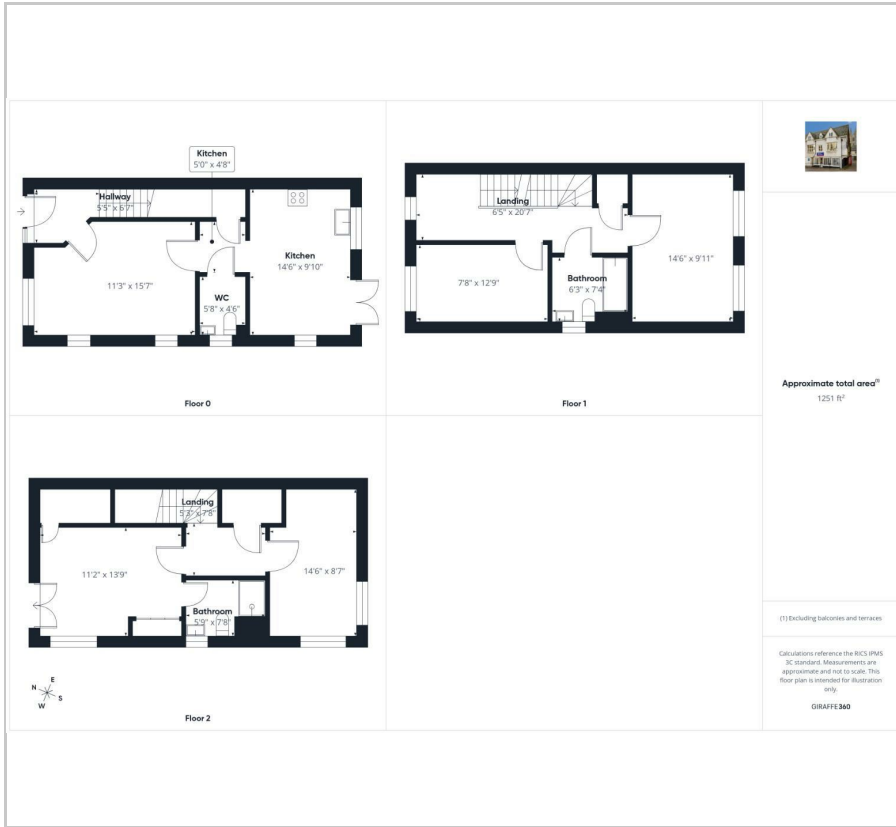 Kitchen
5'0" x 4'8"
Hallway
5'5" x 6'7"
Kitchen
14'6" x 9'10"
11'3" x 15'7"
WC
5'8" x 4'6"
Floor 0
Landing
6'5" x 20'7"
14'6" x 9'11"
7'8" x 12'9"
Bathroom
6'3" x 7'4"
Floor 1
Landing
5'3" x 7'8"
11'2" x 13'9"
14'6" x 8'7"
Bathroom
5'9" x 7'8"
N E
W S
Floor 2
Approximate total area(1)
1251 ft²
(1) Excluding balconies and terraces
Calculations reference the RICS IPMS
3C standard. Measurements are
approximate and not to scale. This
floor plan is intended for illustration
only.
GIRAFFE360